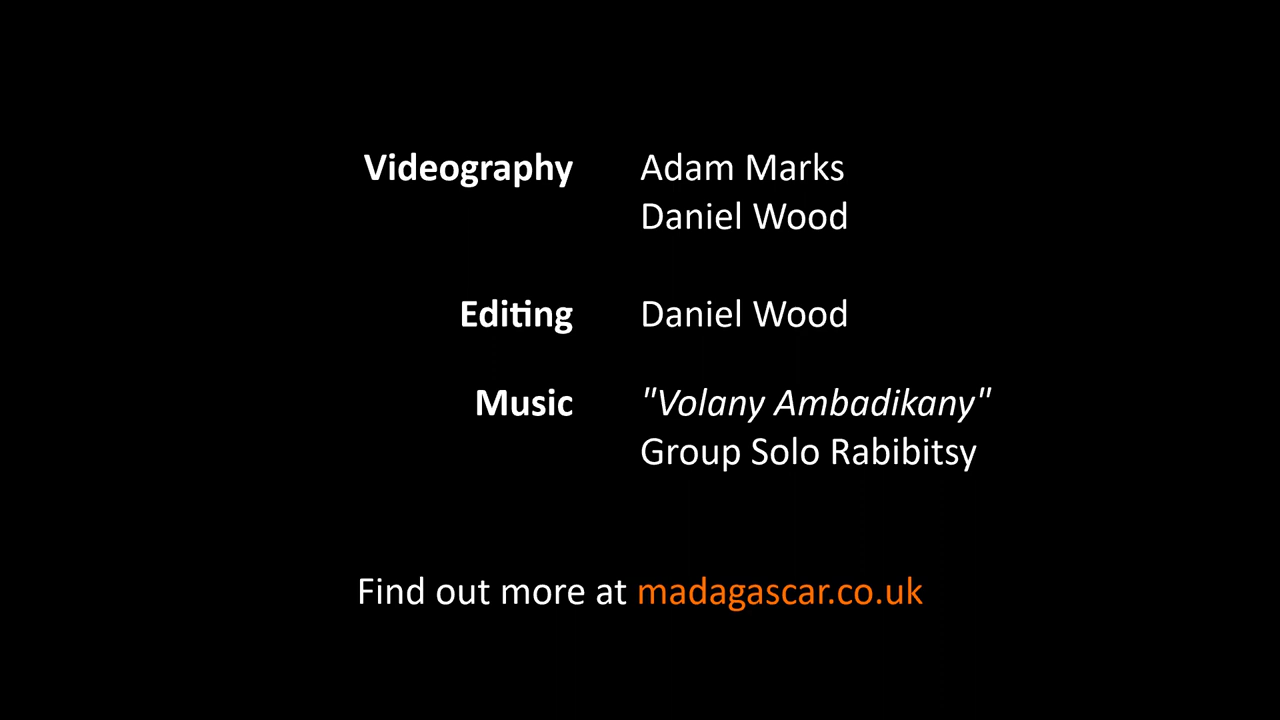 Videography Adam Marks
Daniel Wood
Editing Daniel Wood
Music "Volany Ambadikany"
Group Solo Rabibitsy
Find out more at madagascar.co.uk